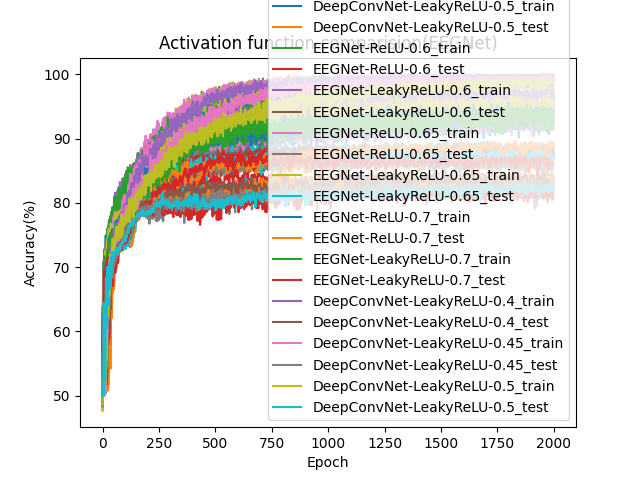 DeepConvNet-LeakyReLU-0.5_train
DeepConvNet-LeakyReLU-0.5_test
Activation function comparision(EEGNet)
EEGNet-ReLU-0.6_train
EEGNet-ReLU-0.6_test
EEGNet-LeakyReLU-0.6_train
EEGNet-LeakyReLU-0.6_test
EEGNet-ReLU-0.65_train
EEGNet-ReLU-0.65_test
EEGNet-LeakyReLU-0.65_train
EEGNet-LeakyReLU-0.65_test
EEGNet-ReLU-0.7_train
EEGNet-ReLU-0.7_test
EEGNet-LeakyReLU-0.7_train
EEGNet-LeakyReLU-0.7_test
DeepConvNet-LeakyReLU-0.4_train
DeepConvNet-LeakyReLU-0.4_test
DeepConvNet-LeakyReLU-0.45_train
DeepConvNet-LeakyReLU-0.45_test
DeepConvNet-LeakyReLU-0.5_train
DeepConvNet-LeakyReLU-0.5_test
Accuracy(%)
100
90
80
70
60
50
0 250 500 750 1000 1250 1500 1750 2000
Epoch